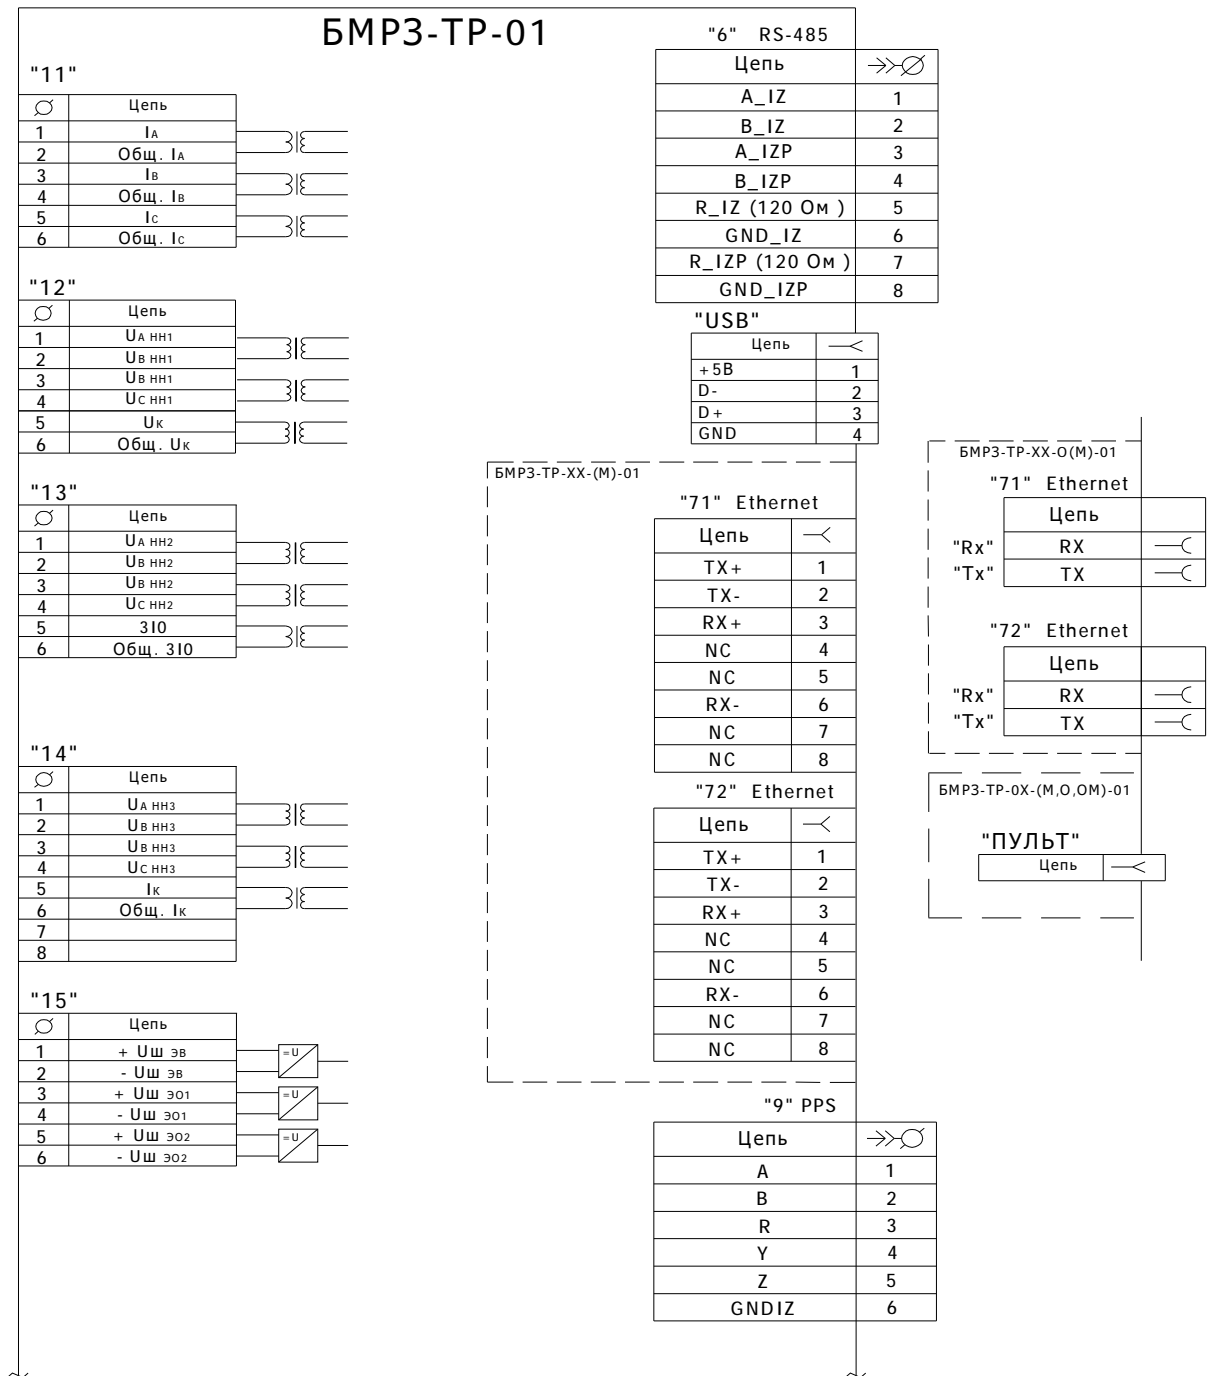 БМРЗ-ТР-01
"11"
Цепь
1 IA
2 Общ. IA
3 IB
4 Общ. IB
5 IC
6 Общ. IC
"12"
Цепь
1 UA НН1
2 UB НН1
3 UB НН1
4 UC НН1
5 UК
6 Общ. UК
"13"
Цепь
1 UA НН2
2 UB НН2
3 UB НН2
4 UC НН2
5 3I0
6 Общ. 3I0
"14"
Цепь
1 UA НН3
2 UB НН3
3 UB НН3
4 UC НН3
5 IК
6 Общ. IК
7
8
"15"
Цепь
1 + UШ ЭВ
2 - UШ ЭВ
=U
3 + UШ ЭО1
4 - UШ ЭО1
=U
5 + UШ ЭО2
6 - UШ ЭО2
=U
"6" RS-485
Цепь
A_IZ 1
B_IZ 2
A_IZP 3
B_IZP 4
R_IZ (120 Ом ) 5
GND_IZ 6
R_IZP (120 Ом ) 7
GND_IZP 8
"USB"
Цепь
+5В 1
D- 2
D+ 3
GND 4
БМРЗ-ТР-ХХ-(М)-01
"71" Ethernet
Цепь
TX+ 1
TX- 2
RX+ 3
NC 4
NC 5
RX- 6
NC 7
NC 8
"72" Ethernet
Цепь
TX+ 1
TX- 2
RX+ 3
NC 4
NC 5
RX- 6
NC 7
NC 8
"9" PPS
Цепь
A 1
B 2
R 3
Y 4
Z 5
GNDIZ 6
БМРЗ-ТР-ХХ-О(М)-01
"71" Ethernet
Цепь
"Rx" RX
"Tx" TX
"72" Ethernet
Цепь
"Rx" RX
"Tx" TX
БМРЗ-ТР-0Х-(М,О,ОМ)-01
"ПУЛЬТ"
Цепь